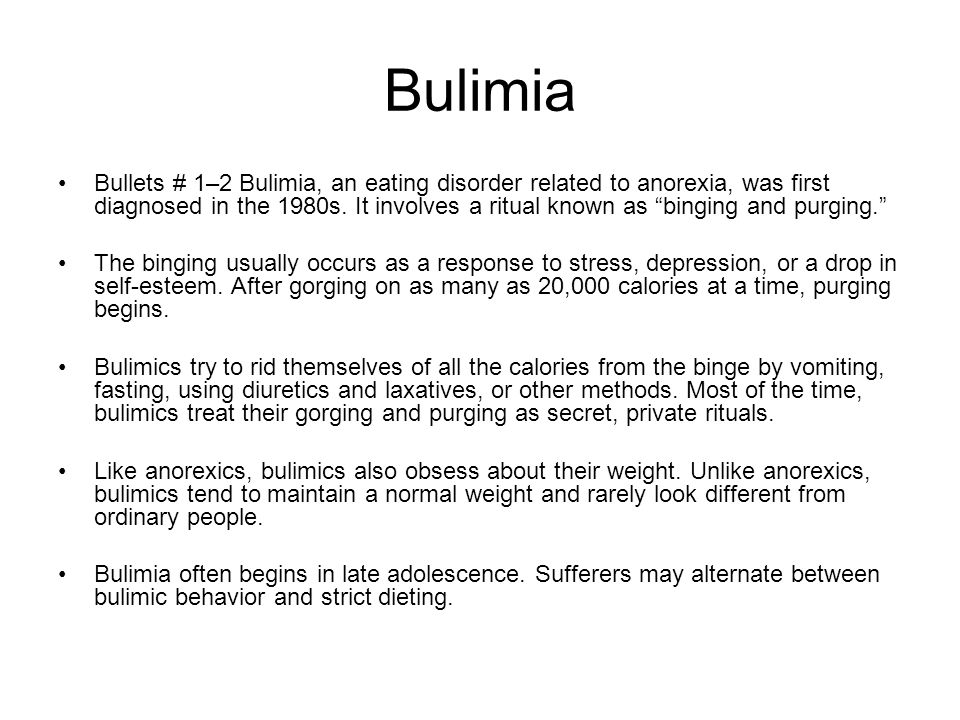 Bulimia
• Bullets # 1–2 Bulimia, an eating disorder related to anorexia, was first
diagnosed in the 1980s. It involves a ritual known as “binging and purging.”
• The binging usually occurs as a response to stress, depression, or a drop in
self-esteem. After gorging on as many as 20,000 calories at a time, purging
begins.
• Bulimics try to rid themselves of all the calories from the binge by vomiting,
fasting, using diuretics and laxatives, or other methods. Most of the time,
bulimics treat their gorging and purging as secret, private rituals.
• Like anorexics, bulimics also obsess about their weight. Unlike anorexics,
bulimics tend to maintain a normal weight and rarely look different from
ordinary people.
• Bulimia often begins in late adolescence. Sufferers may alternate between
bulimic behavior and strict dieting.